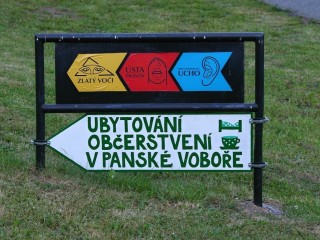 ZLATÝ VOČI
ÚSTA
UCHO
UBYTOVÁNÍ
OBČERSTVENÍ
V PANSKÉ VOBOŘE